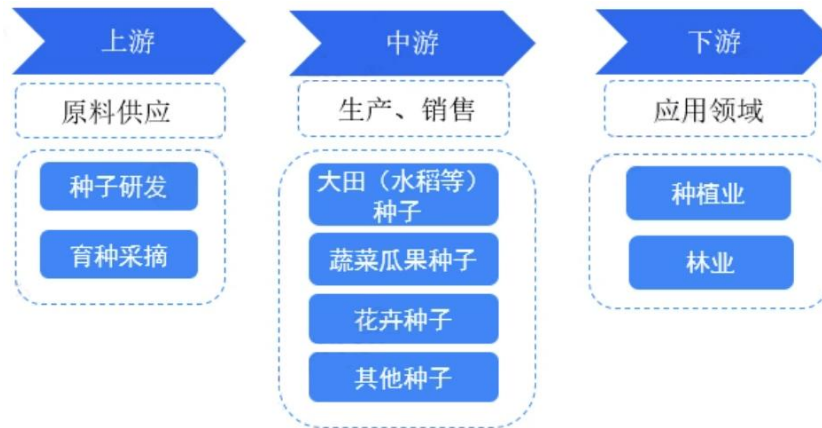 上游
原料供应
种子研发
育种采摘
中游
生产、销售
大田（水稻等）
种子
蔬菜瓜果种子
花卉种子
其他种子
下游
应用领域
种植业
林业